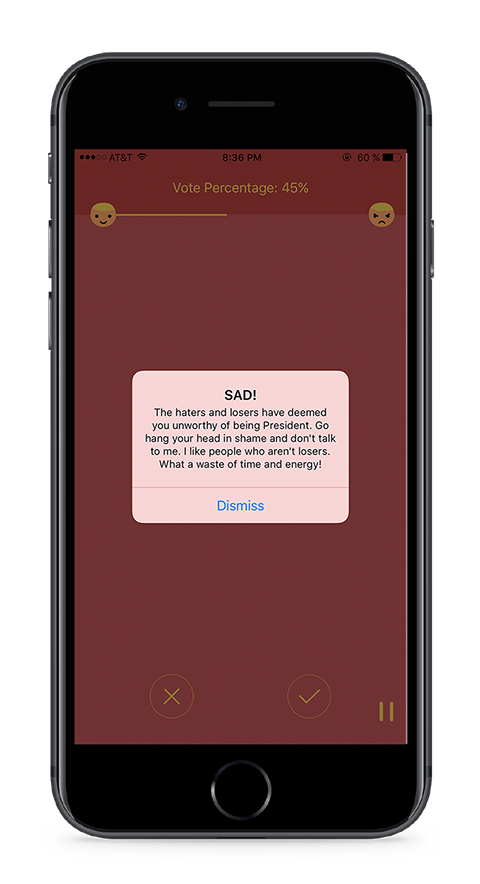 AT&T 8:36 PM 60 %
Vote Percentage: 45%
SAD!
The haters and losers have deemed
you unworthy of being President. Go
hang your head in shame and don't talk
to me. I like people who aren't losers.
What a waste of time and energy!
Dismiss